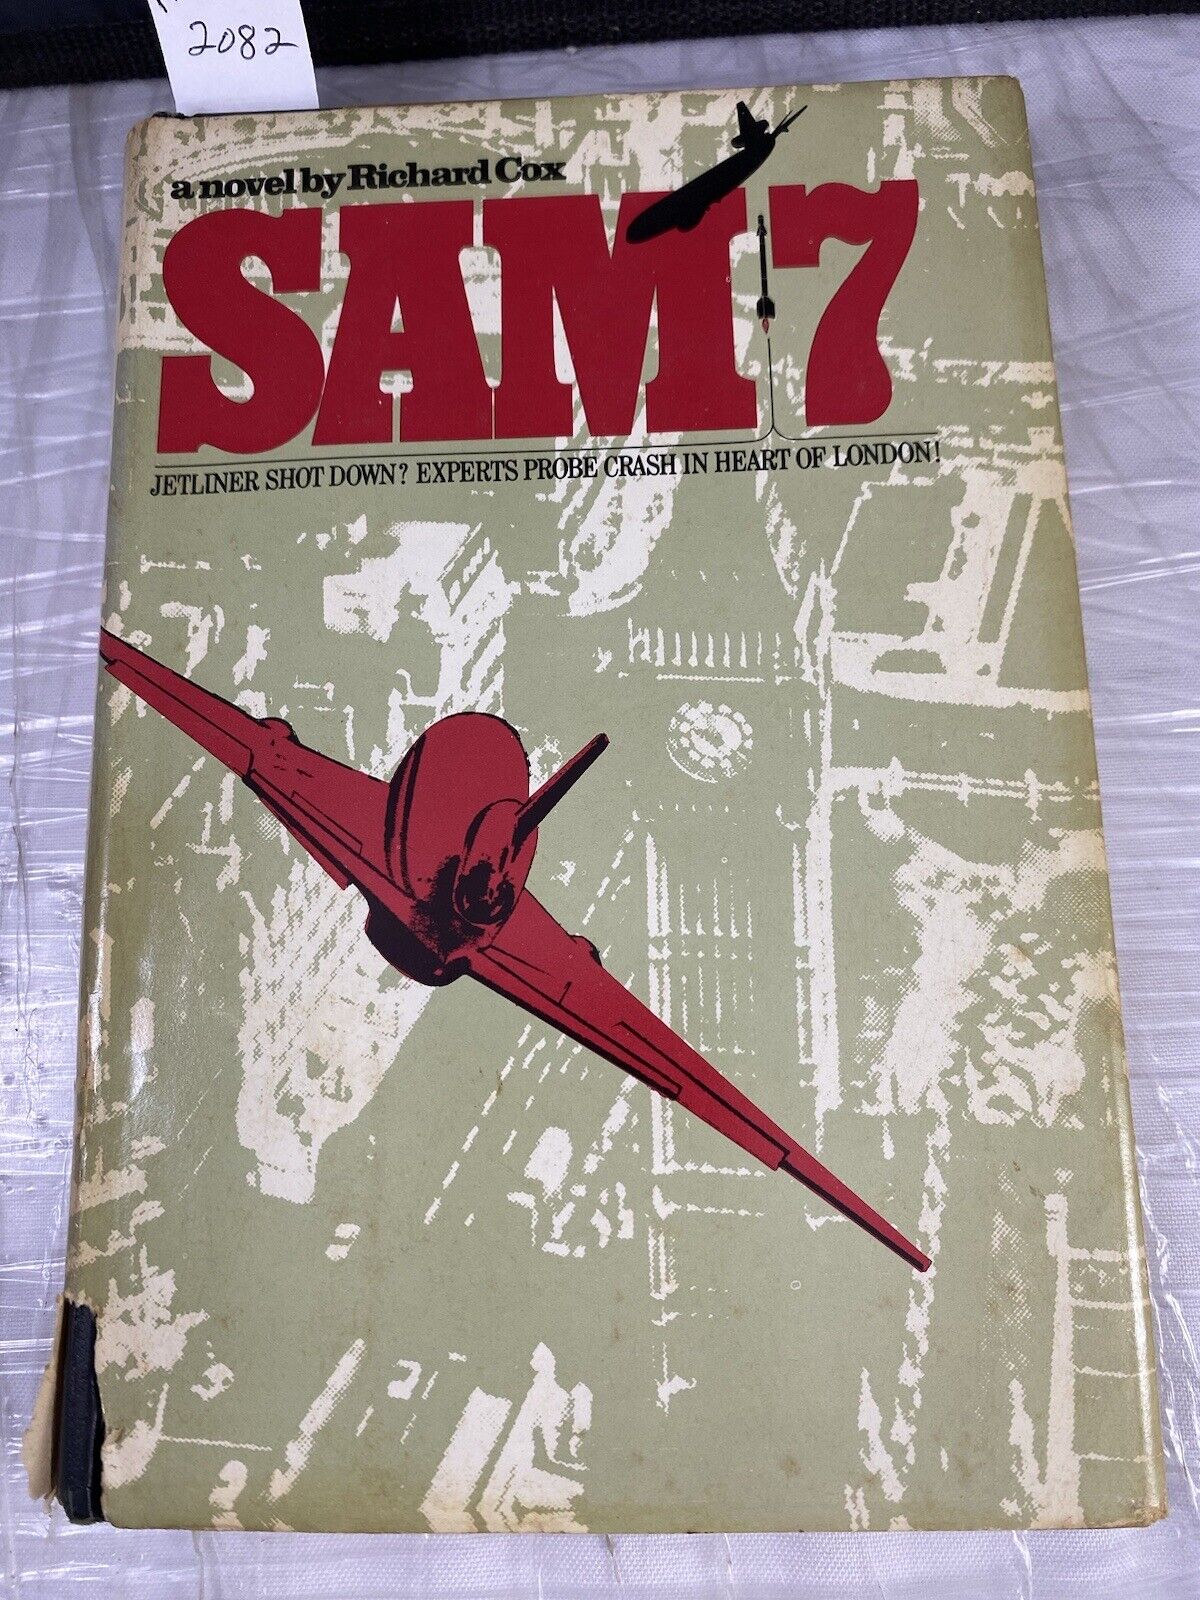 2082
a novel by Richard Cox
SAM 7
JETLINER SHOT DOWN? EXPERTS PROBE CRASH IN HEART OF LONDON!